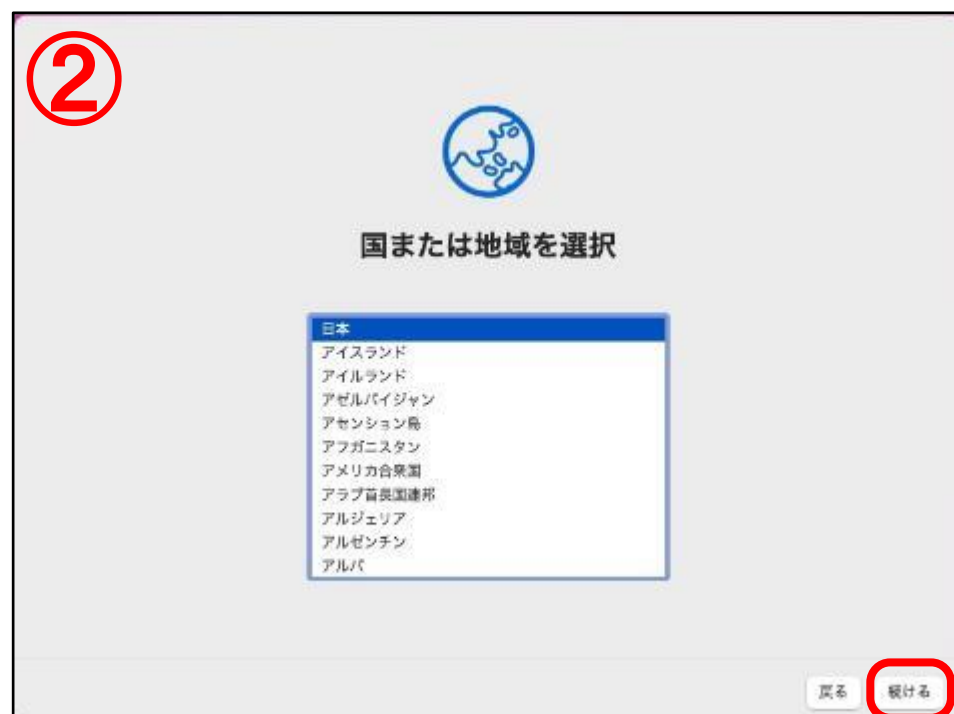 ②
国または地域を選択
日本
アイスランド
アイルランド
アゼルバイジャン
アセンション島
アフガニスタン
アメリカ合衆国
アラブ首長国連邦
アルジェリア
アルゼンチン
アルバ
戻る 続ける